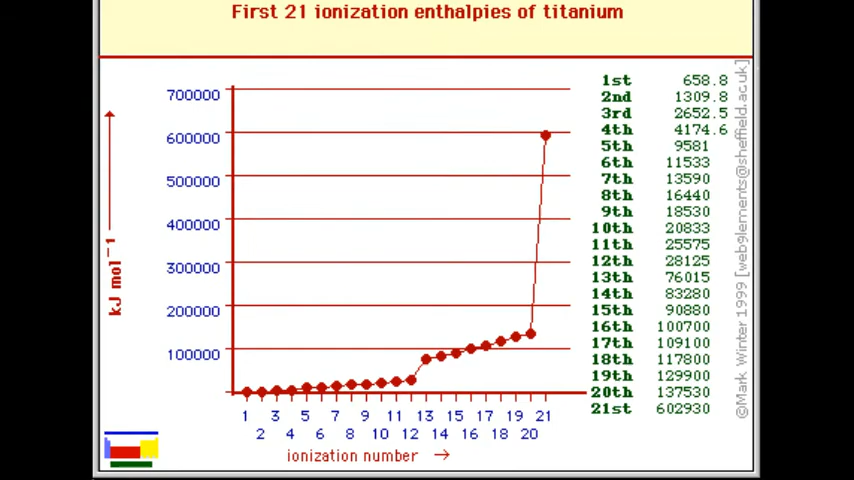 First 21 ionization enthalpies of titanium
700000
600000
500000
400000
300000
200000
100000
kJ mol⁻¹
1 3 5 7 9 11 13 15 17 19 21
2 4 6 8 10 12 14 16 18 20
ionization number →
1st 658.8
2nd 1309.8
3rd 2652.5
4th 4174.6
5th 9581
6th 11533
7th 13590
8th 16440
9th 18530
10th 20833
11th 25575
12th 28125
13th 76015
14th 83280
15th 90880
16th 100700
17th 109100
18th 117800
19th 129900
20th 137530
21st 602930
©Mark Winter 1999 [web9lements@sheffield.ac.uk]